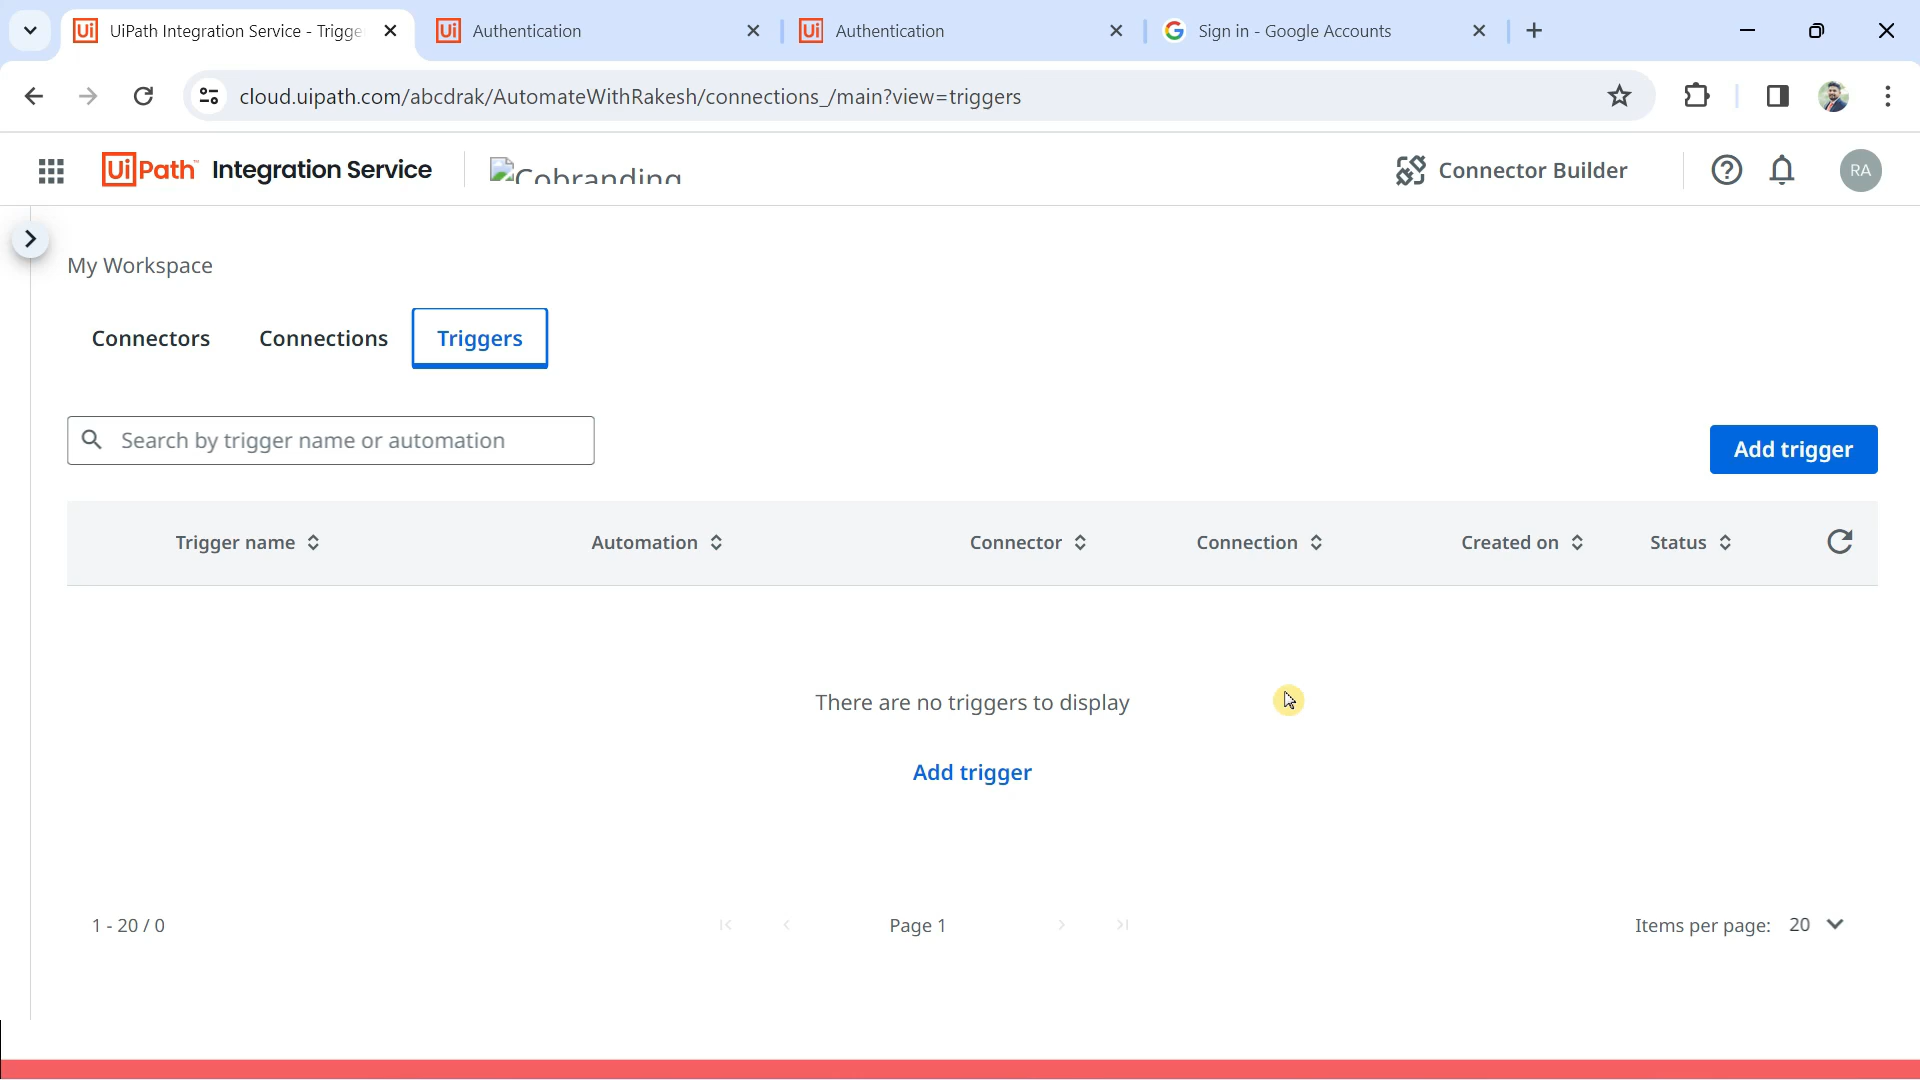 UiPath Integration Service - Trigge
Authentication
Authentication
Sign in - Google Accounts
cloud.uipath.com/abcdrak/AutomateWithRakesh/connections_/main?view=triggers
UiPath™ Integration Service
Cobranding
Connector Builder
RA
My Workspace
Connectors
Connections
Triggers
Search by trigger name or automation
Add trigger
Trigger name
Automation
Connector
Connection
Created on
Status
There are no triggers to display
Add trigger
1 - 20 / 0
Page 1
Items per page: 20